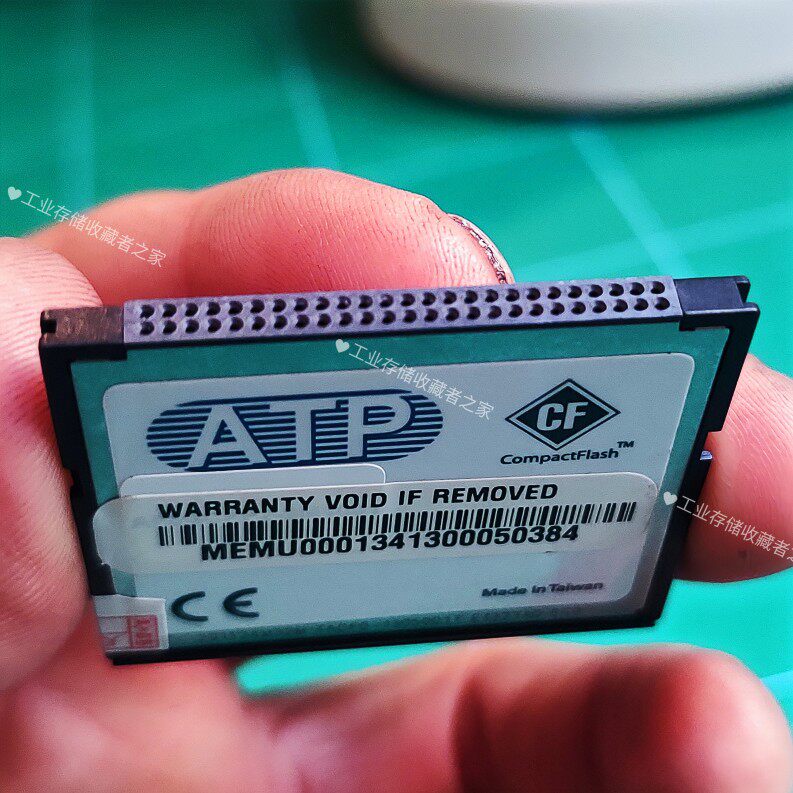 ♥工业存储收藏者之家
♥工业存储收藏者之家
ATP
CF
CompactFlash™
WARRANTY VOID IF REMOVED
♥工业存储收藏者之家
MEMU0001341300050384
CE
Made in Taiwan